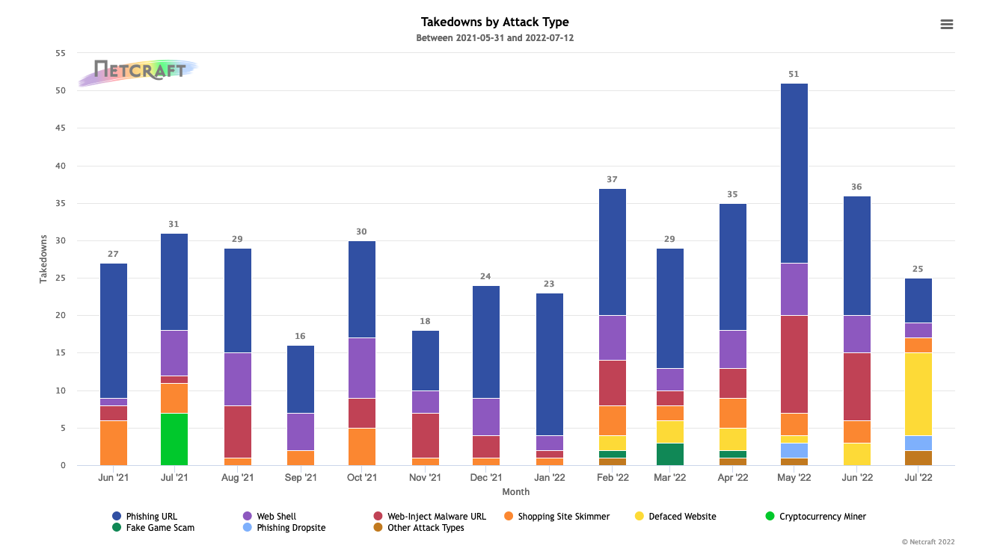 Takedowns by Attack Type
Between 2021-05-31 and 2022-07-12
NETCRAFT
Takedowns
55
50
45
40
35
30
25
20
15
10
5
0
27
31
29
16
30
18
24
23
37
29
35
51
36
25
Jun '21
Jul '21
Aug '21
Sep '21
Oct '21
Nov '21
Dec '21
Jan '22
Feb '22
Mar '22
Apr '22
May '22
Jun '22
Jul '22
Month
Phishing URL
Web Shell
Web-Inject Malware URL
Shopping Site Skimmer
Defaced Website
Cryptocurrency Miner
Fake Game Scam
Phishing Dropsite
Other Attack Types
© Netcraft 2022